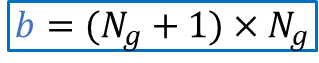 b = (N_g + 1) × N_g